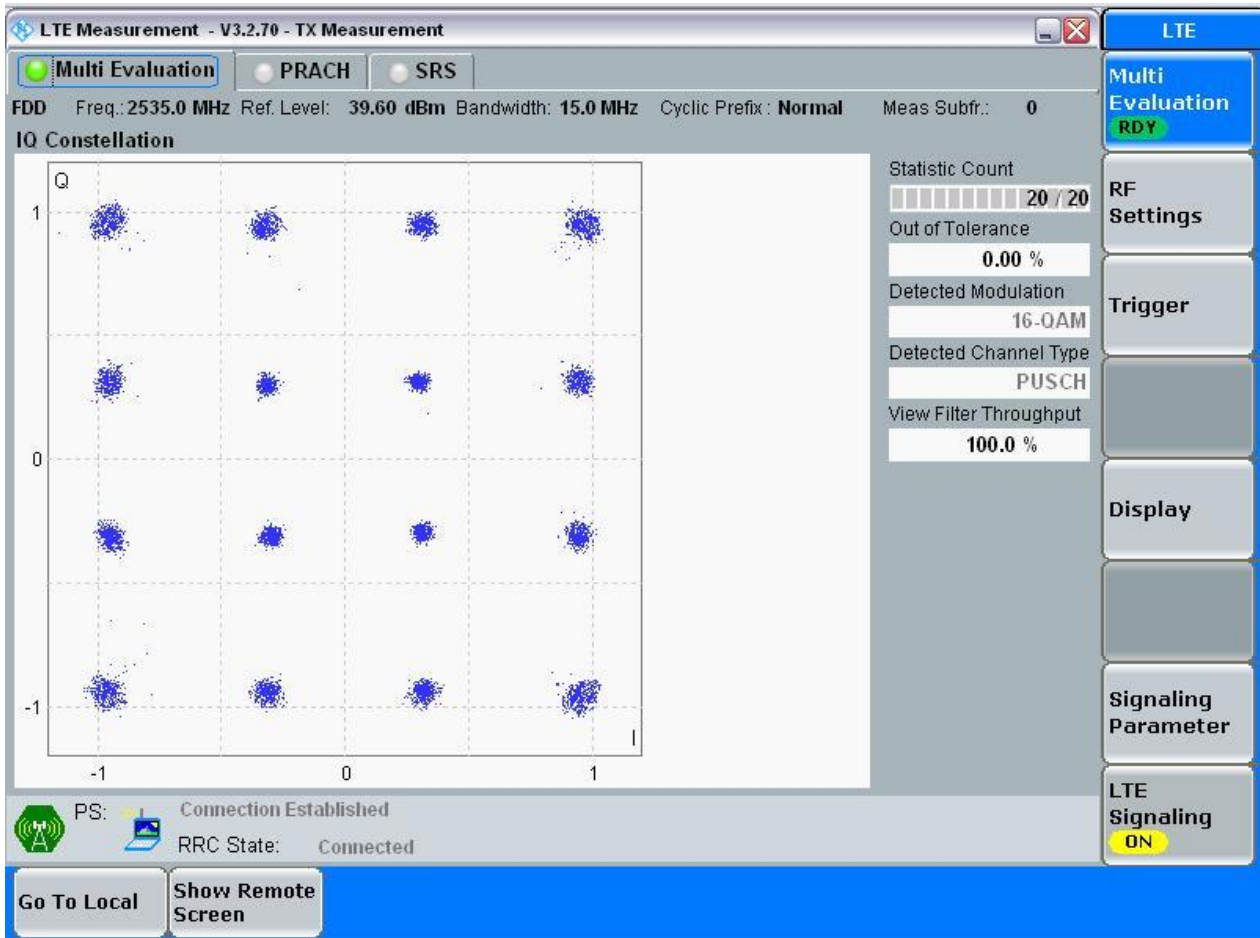 LTE Measurement - V3.2.70 - TX Measurement
LTE
Multi Evaluation PRACH SRS
Multi
Evaluation
RDY
FDD Freq.: 2535.0 MHz Ref. Level: 39.60 dBm Bandwidth: 15.0 MHz Cyclic Prefix : Normal Meas Subfr.: 0
IQ Constellation
Q
1
0
-1
I
-1 0 1
Statistic Count
20 / 20
Out of Tolerance
0.00 %
Detected Modulation
16-QAM
Detected Channel Type
PUSCH
View Filter Throughput
100.0 %
RF
Settings
Trigger
Display
Signaling
Parameter
LTE
Signaling
ON
PS: Connection Established
RRC State: Connected
Go To Local
Show Remote
Screen